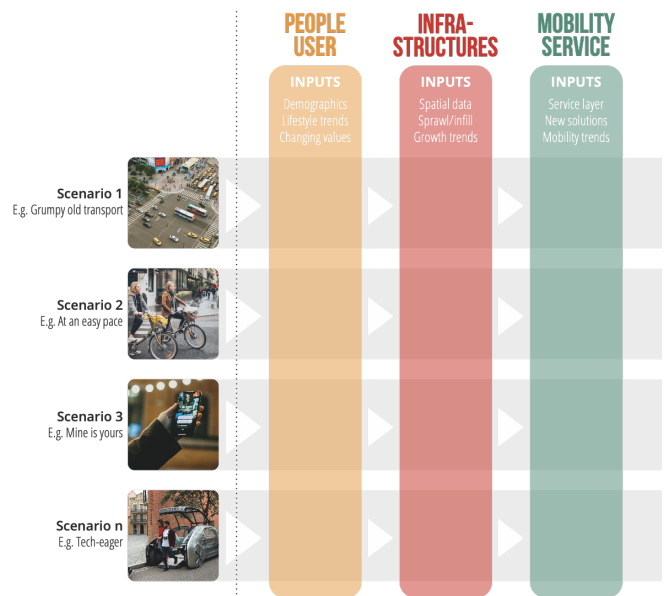 PEOPLE
USER
INFRA-
STRUCTURES
MOBILITY
SERVICE
INPUTS
Demographics
Lifestyle trends
Changing values
INPUTS
Spatial data
Sprawl/infill
Growth trends
INPUTS
Service layer
New solutions
Mobility trends
Scenario 1
E.g. Grumpy old transport
Scenario 2
E.g. At an easy pace
Scenario 3
E.g. Mine is yours
Scenario n
E.g. Tech-eager